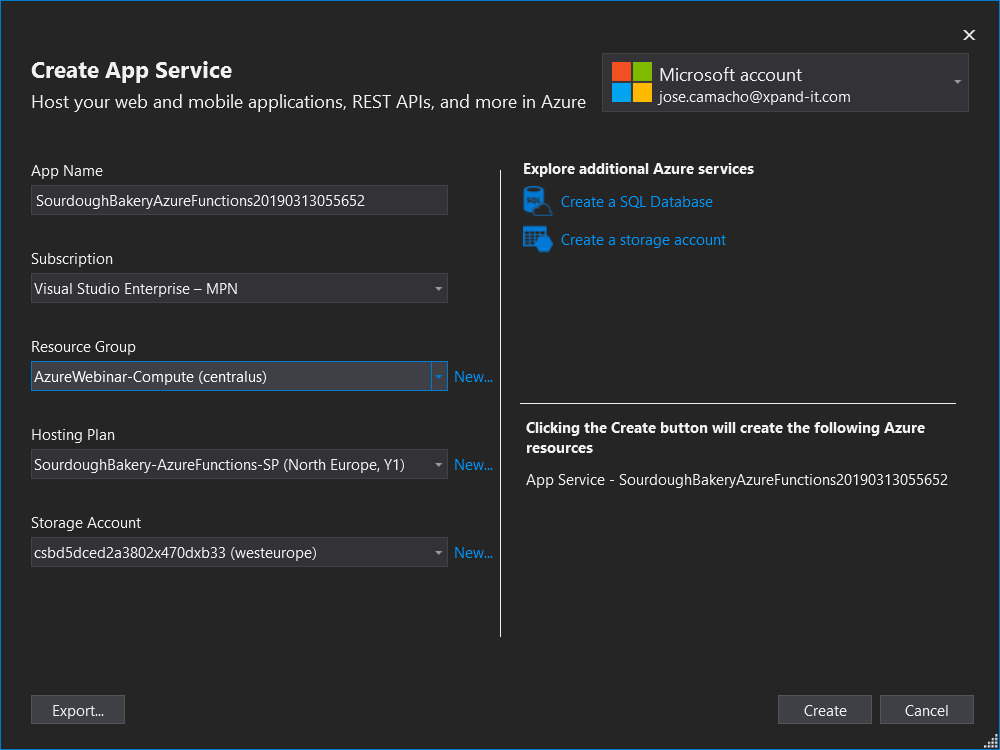 Create App Service
Host your web and mobile applications, REST APIs, and more in Azure
Microsoft account
jose.camacho@xpand-it.com
App Name
SourdoughBakeryAzureFunctions20190313055652
Subscription
Visual Studio Enterprise – MPN
Resource Group
AzureWebinar-Compute (centralus)
New...
Hosting Plan
SourdoughBakery-AzureFunctions-SP (North Europe, Y1)
New...
Storage Account
csbd5dced2a3802x470dxb33 (westeurope)
New...
Explore additional Azure services
SQL
Create a SQL Database
Create a storage account
Clicking the Create button will create the following Azure
resources
App Service - SourdoughBakeryAzureFunctions20190313055652
Export...
Create
Cancel